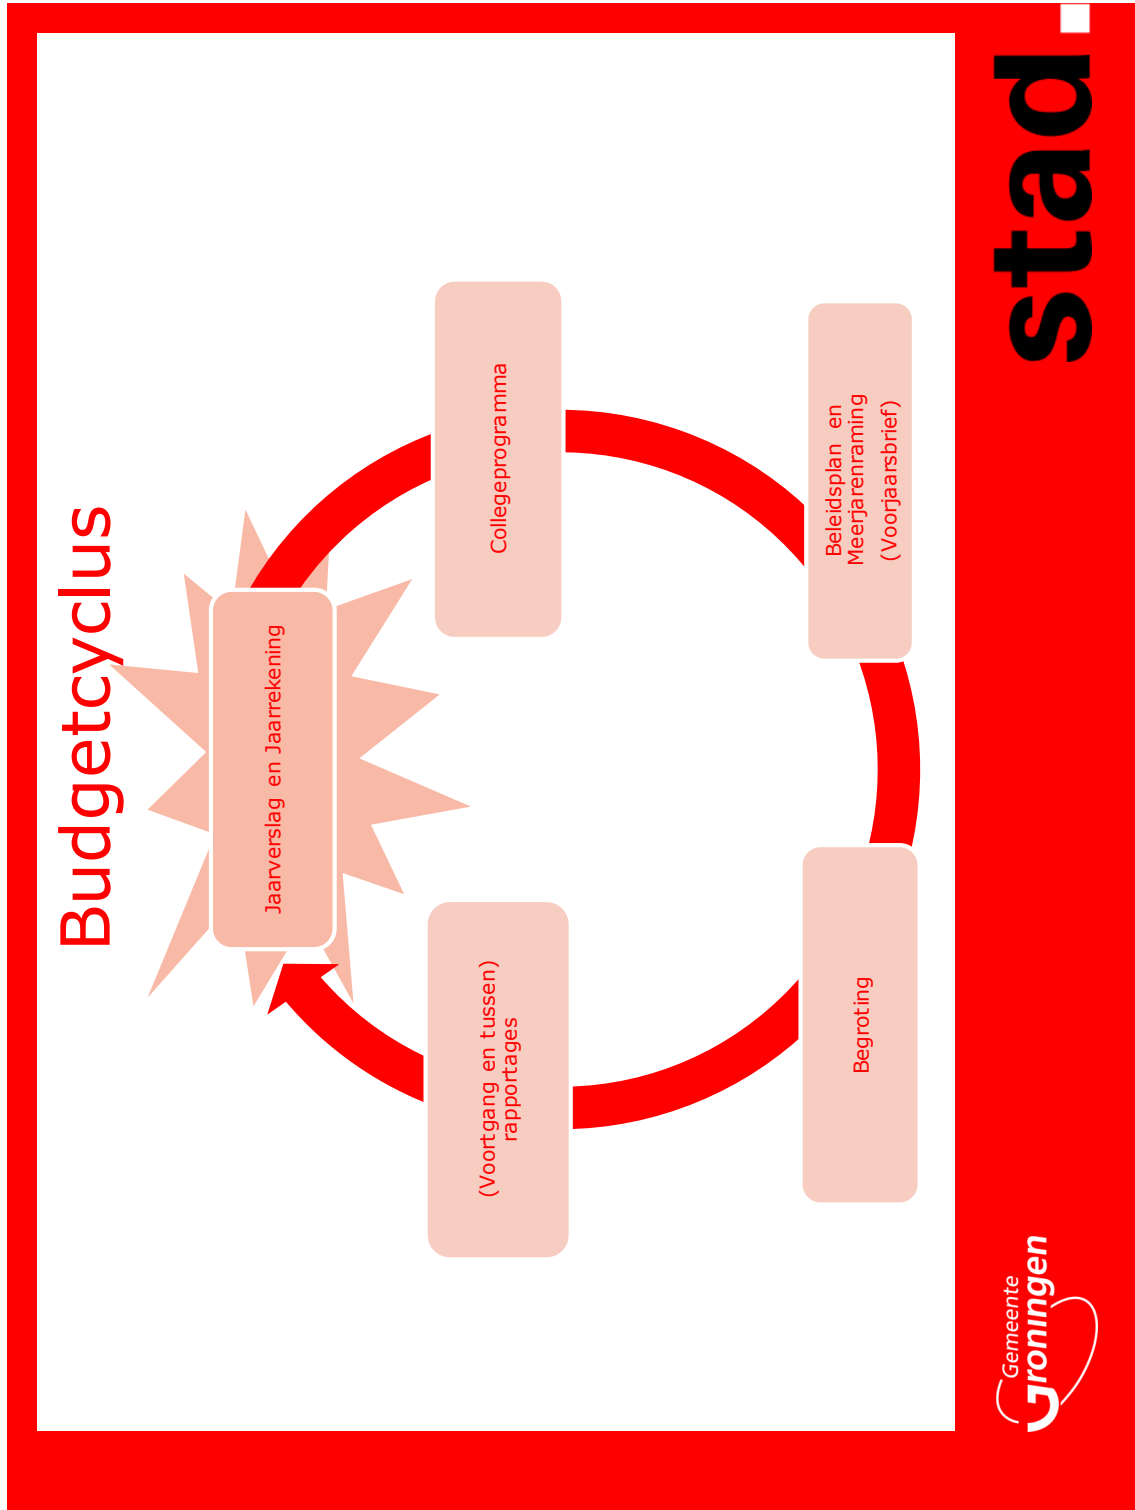 Budgetcyclus
Jaarverslag en Jaarrekening
Collegeprogramma
Beleidsplan en
Meerjarenraming
(Voorjaarsbrief)
Begroting
(Voortgang en tussen)
rapportages
Gemeente
Groningen
stad.